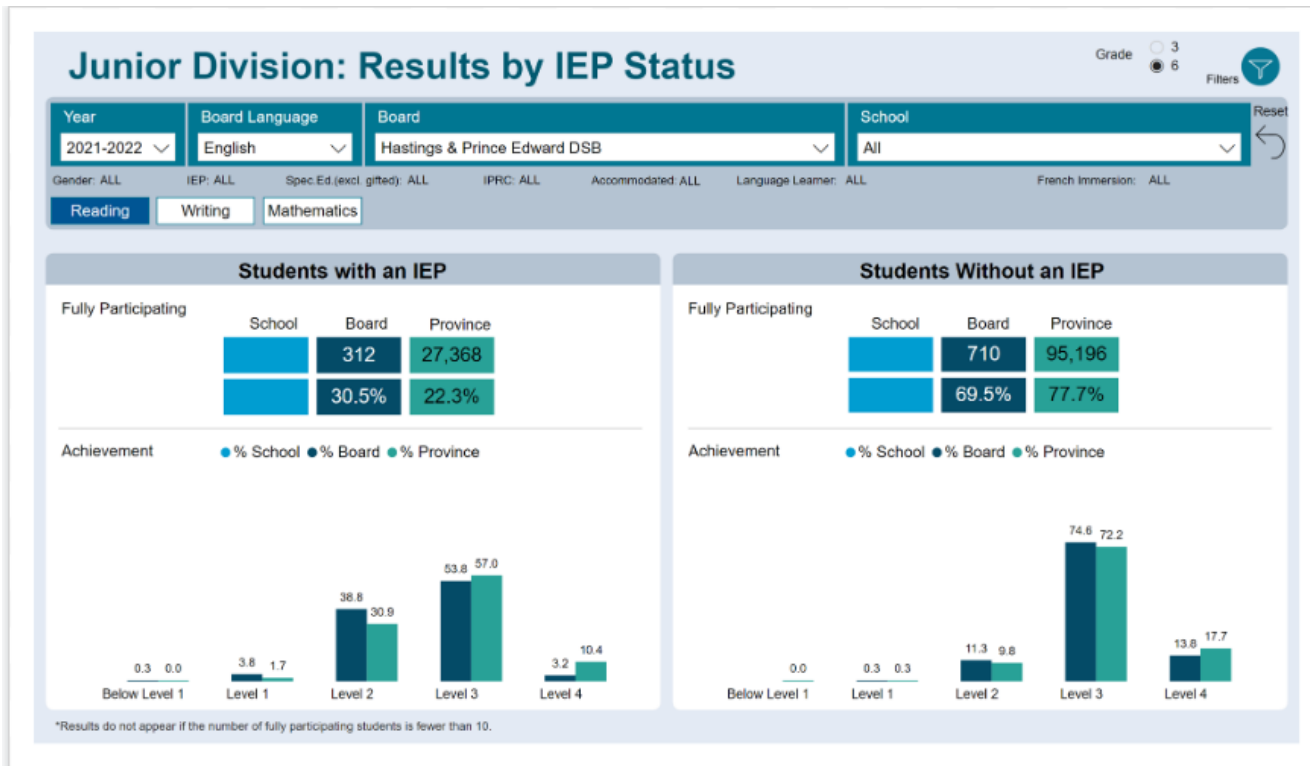 Junior Division: Results by IEP Status
Grade
3
6
Filters
Year
Board Language
Board
School
Reset
2021-2022
English
Hastings & Prince Edward DSB
All
Gender: ALL IEP: ALL Spec.Ed.(excl. gifted): ALL IPRC: ALL Accommodated: ALL Language Learner: ALL French Immersion: ALL
Reading Writing Mathematics
Students with an IEP
Fully Participating
School Board Province
312 27,368
30.5% 22.3%
Achievement
% School % Board % Province
0.3 0.0 3.8 1.7 38.8 30.9 53.8 57.0 3.2 10.4
Below Level 1 Level 1 Level 2 Level 3 Level 4
Students Without an IEP
Fully Participating
School Board Province
710 95,196
69.5% 77.7%
Achievement
% School % Board % Province
0.0 0.3 0.3 11.3 9.8 74.6 72.2 13.8 17.7
Below Level 1 Level 1 Level 2 Level 3 Level 4
*Results do not appear if the number of fully participating students is fewer than 10.